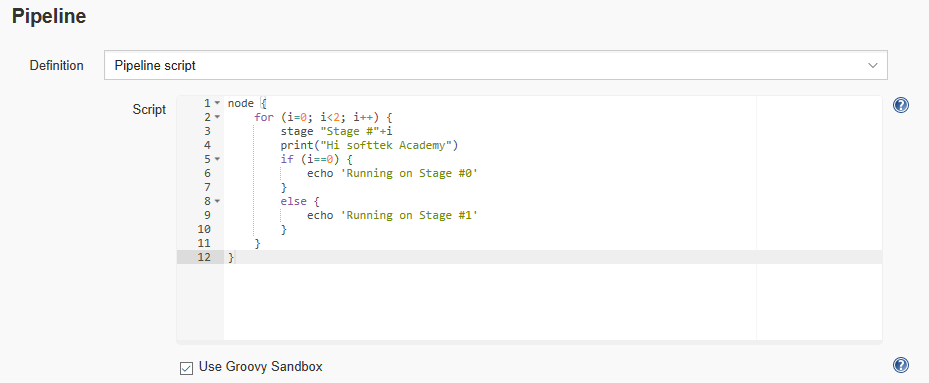 Pipeline
Definition Pipeline script
Script
1 node {
2 for (i=0; i<2; i++) {
3 stage "Stage #"+i
4 print("Hi softtek Academy")
5 if (i==0) {
6 echo 'Running on Stage #0'
7 }
8 else {
9 echo 'Running on Stage #1'
10 }
11 }
12 }
Use Groovy Sandbox